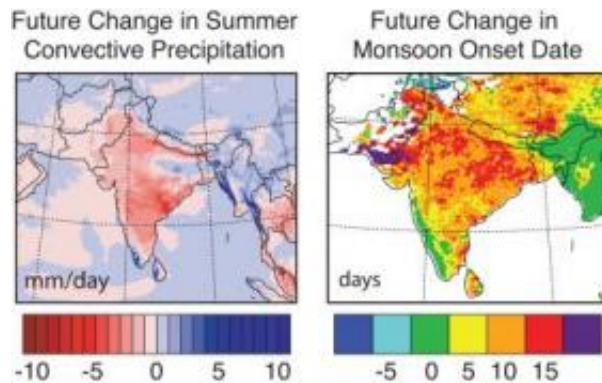 Future Change in Summer
Convective Precipitation
Future Change in
Monsoon Onset Date
mm/day
days
-10 -5 0 5 10
-5 0 5 10 15